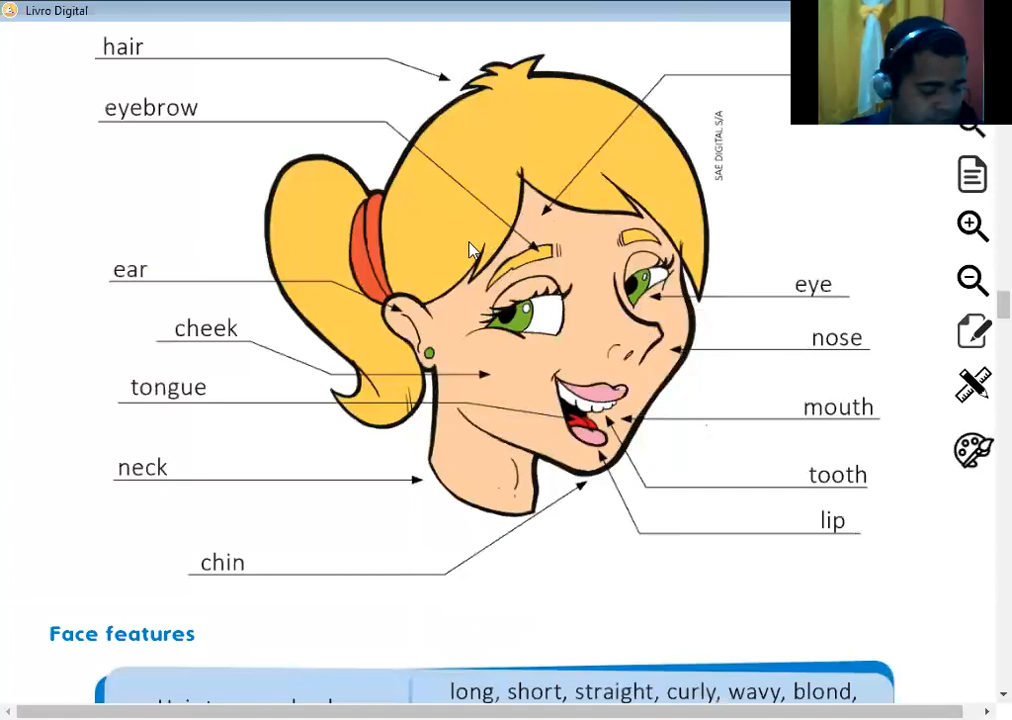 Livro Digital
hair
eyebrow
SAE DIGITAL S/A
ear
eye
cheek
nose
tongue
mouth
neck
tooth
lip
chin
Face features
long, short, straight, curly, wavy, blond,